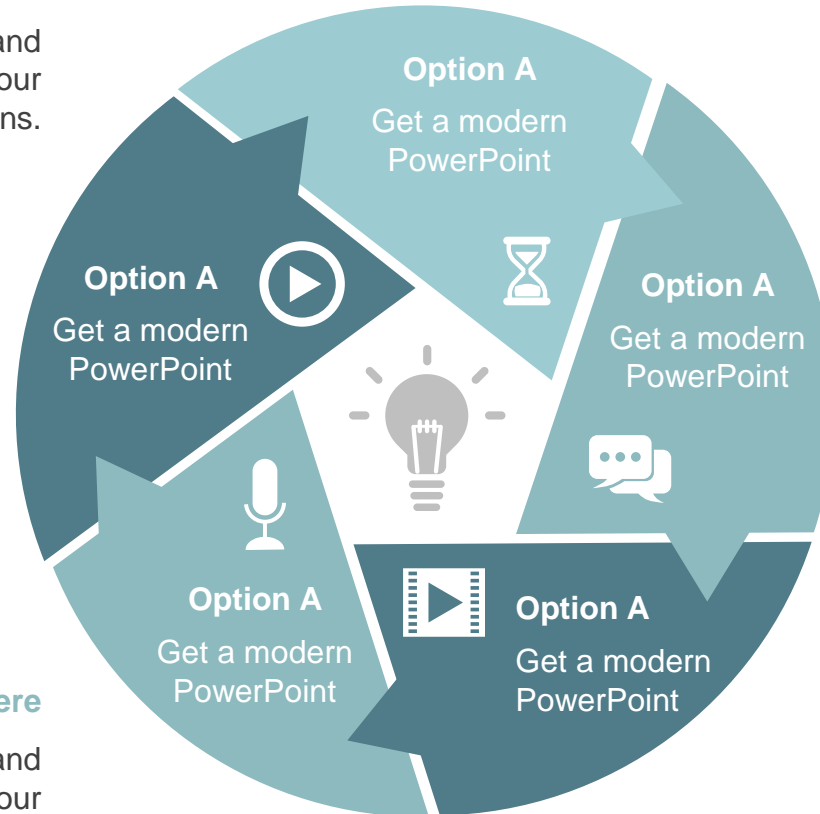 and
our
ns.
Option A
Get a modern
PowerPoint
Option A
Get a modern
PowerPoint
Option A
Get a modern
PowerPoint
Option A
Get a modern
PowerPoint
Option A
Get a modern
PowerPoint
ere
and
our